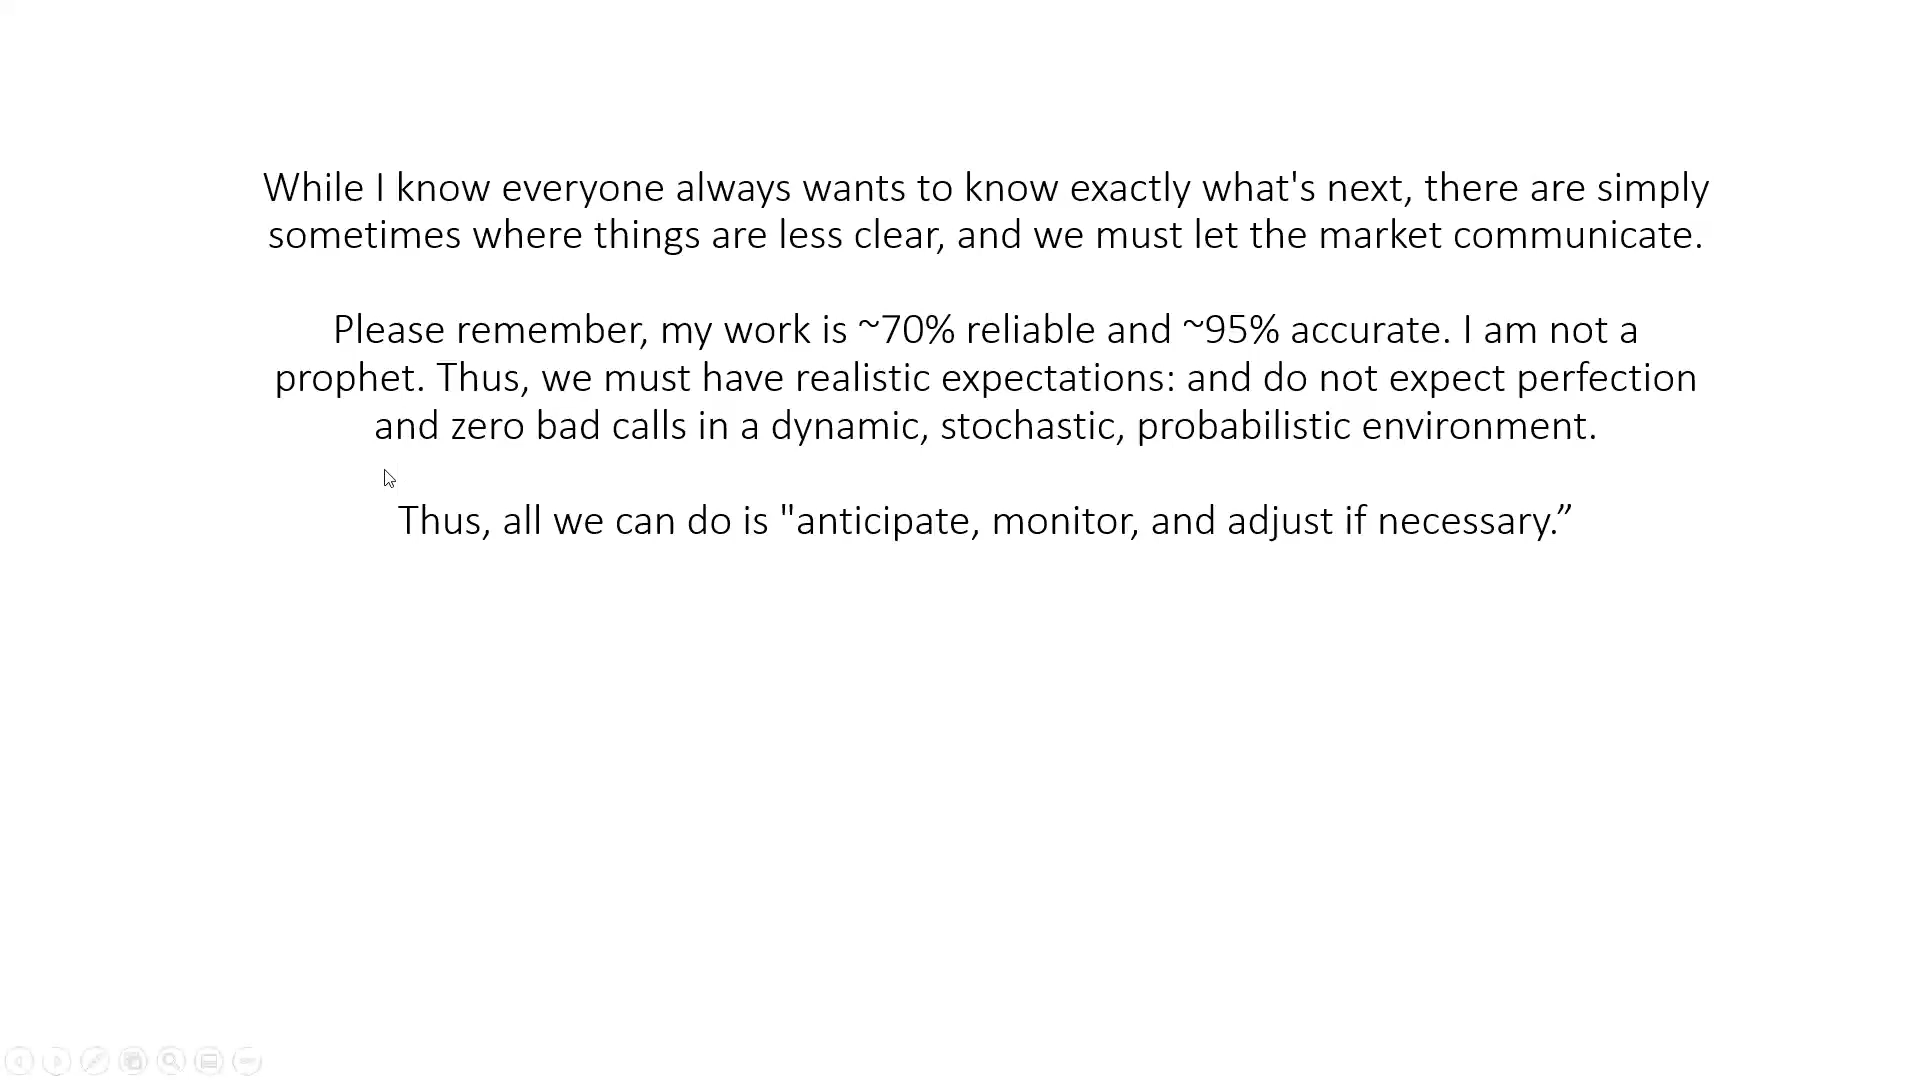 While I know everyone always wants to know exactly what's next, there are simply
sometimes where things are less clear, and we must let the market communicate.
Please remember, my work is ~70% reliable and ~95% accurate. I am not a
prophet. Thus, we must have realistic expectations: and do not expect perfection
and zero bad calls in a dynamic, stochastic, probabilistic environment.
Thus, all we can do is "anticipate, monitor, and adjust if necessary.”